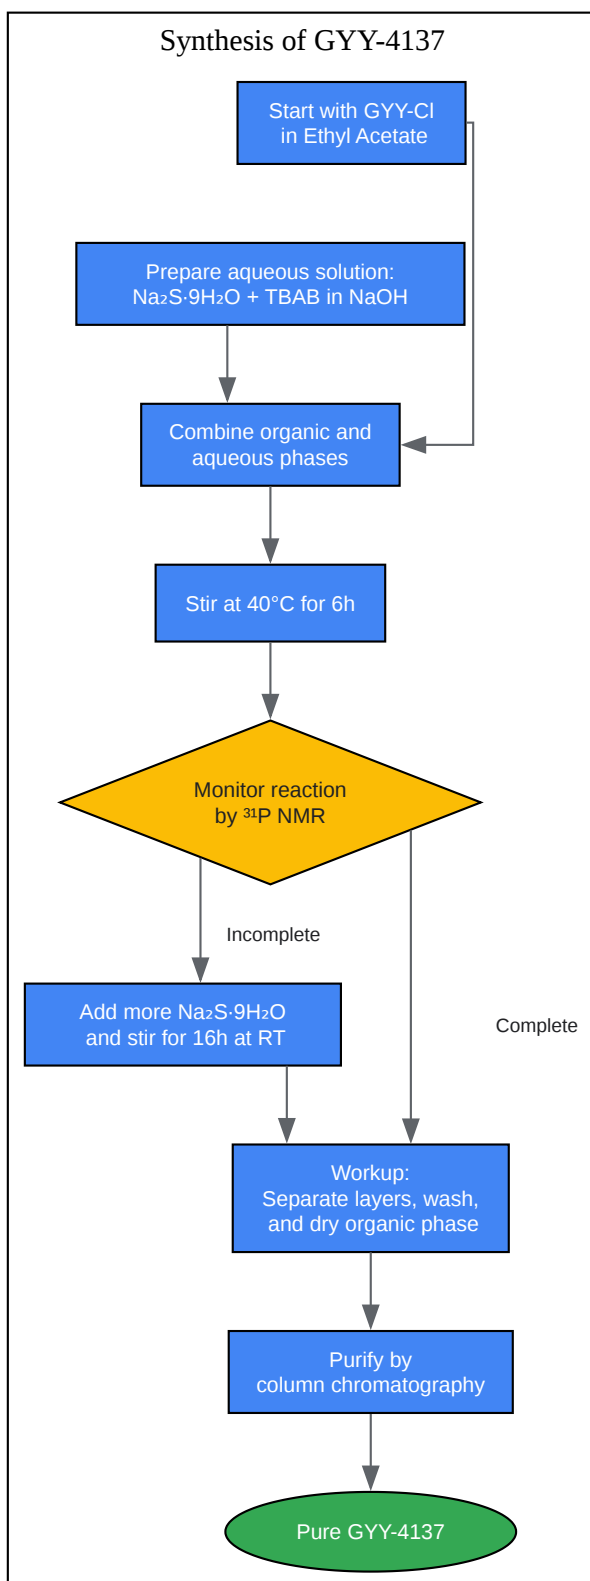 Synthesis of GYY-4137
Start with GYY-Cl
in Ethyl Acetate
Prepare aqueous solution:
Na₂S·9H₂O + TBAB in NaOH
Combine organic and
aqueous phases
Stir at 40°C for 6h
Monitor reaction
by ³¹P NMR
Incomplete
Add more Na₂S·9H₂O
and stir for 16h at RT
Complete
Workup:
Separate layers, wash,
and dry organic phase
Purify by
column chromatography
Pure GYY-4137